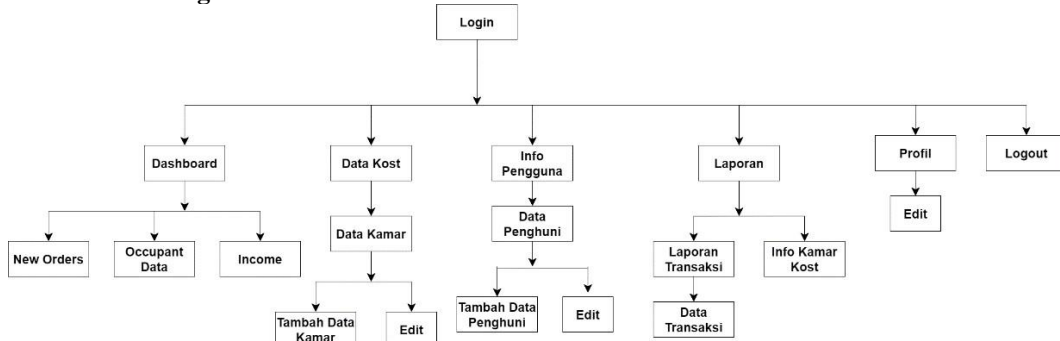 Login
Dashboard
Data Kost
Info
Pengguna
Laporan
Profil
Logout
Data Kamar
Data
Penghuni
Edit
New Orders
Occupant
Data
Income
Laporan
Transaksi
Info Kamar
Kost
Tambah Data
Kamar
Edit
Tambah Data
Penghuni
Edit
Data
Transaksi